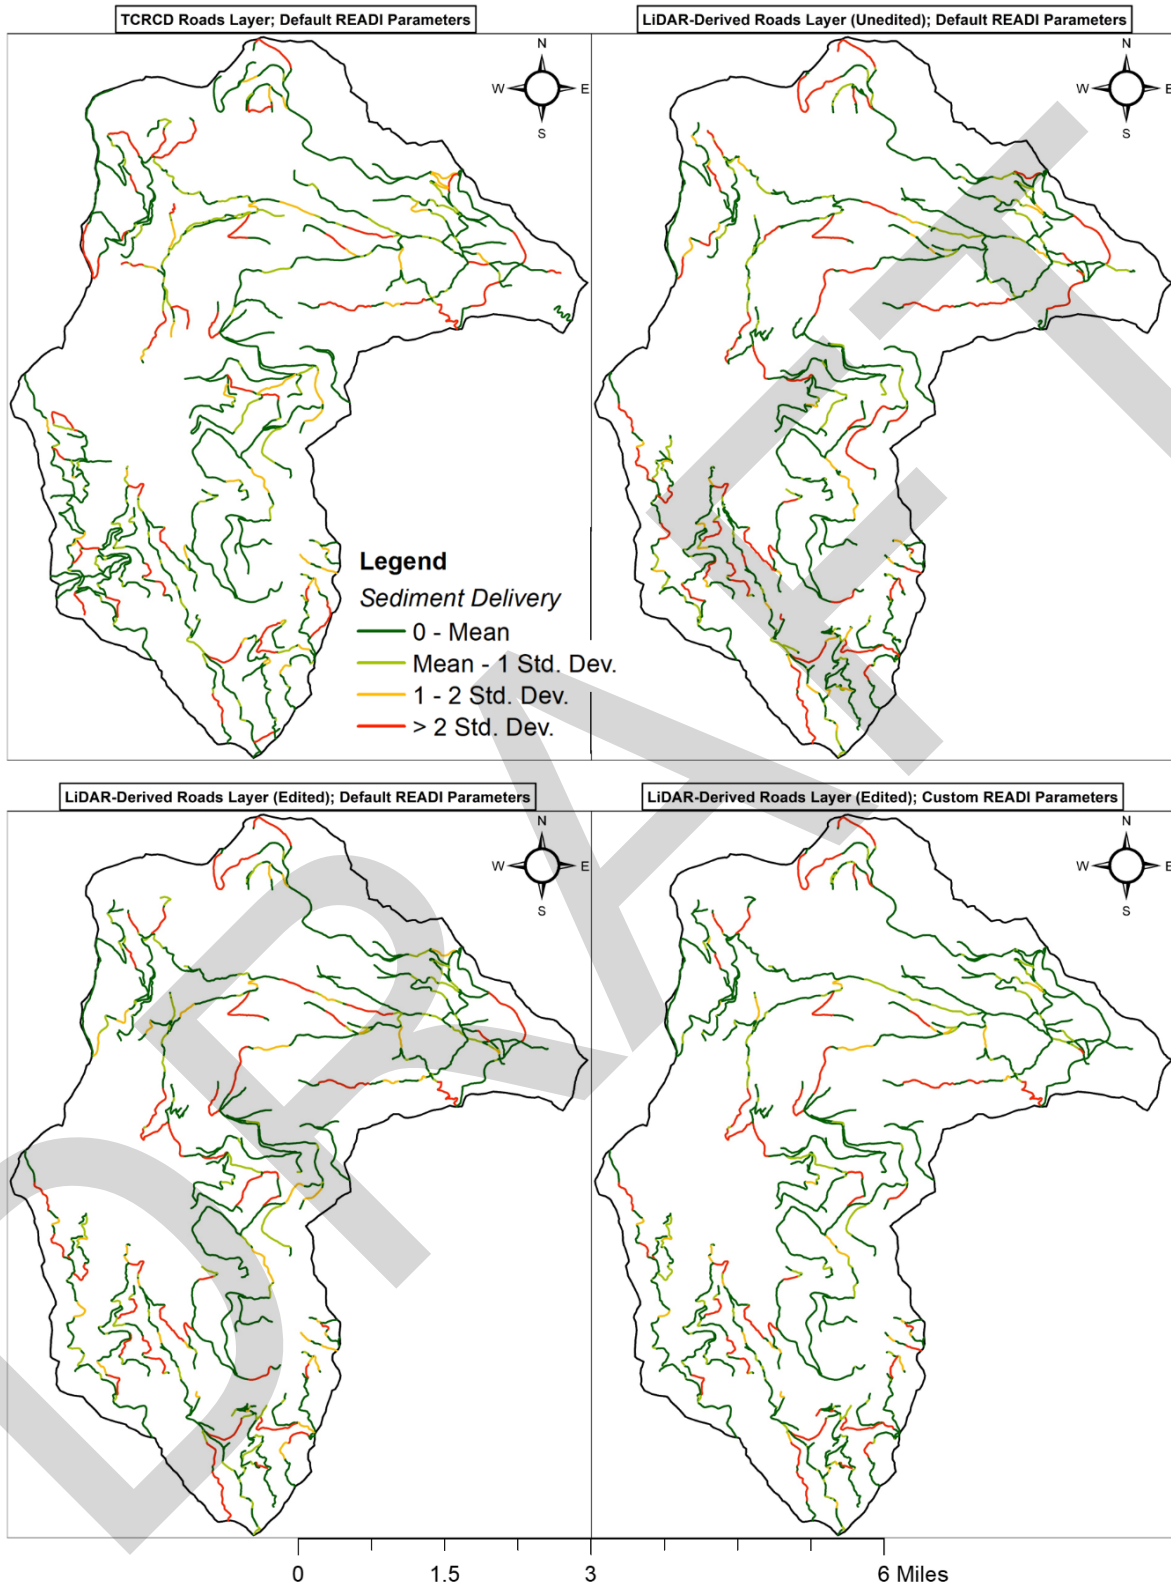 TCRCD Roads Layer; Default READI Parameters
LiDAR-Derived Roads Layer (Unedited); Default READI Parameters
N
W
E
S
N
W
E
S
Legend
Sediment Delivery
0 - Mean
Mean - 1 Std. Dev.
1 - 2 Std. Dev.
> 2 Std. Dev.
LiDAR-Derived Roads Layer (Edited); Default READI Parameters
LiDAR-Derived Roads Layer (Edited); Custom READI Parameters
N
W
E
S
N
W
E
S
DRAFT
0
1.5
3
6 Miles